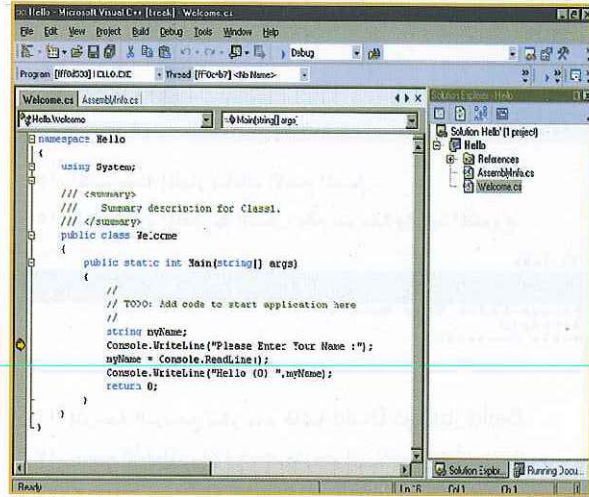 Hello - Microsoft Visual C++ [break] - Welcome.cs
File Edit View Project Build Debug Tools Window Help
Debug
Program Thread <No Name>
Welcome.cs AssemblyInfo.cs
Hello.Welcome Main(string[] args)
namespace Hello
{
using System;
/// <summary>
/// Summary description for Class1.
/// </summary>
public class Welcome
{
public static int Main(string[] args)
{
//
// TODO: Add code to start application here
//
string myName;
Console.WriteLine("Please Enter Your Name :");
myName = Console.ReadLine();
Console.WriteLine("Hello {0} ",myName);
return 0;
}
}
}
Solution Explorer - Hello
Solution 'Hello' (1 project)
Hello
References
AssemblyInfo.cs
Welcome.cs
Solution Explor... Running Docu...
Ready Ln 16 Col 1 Ch 1